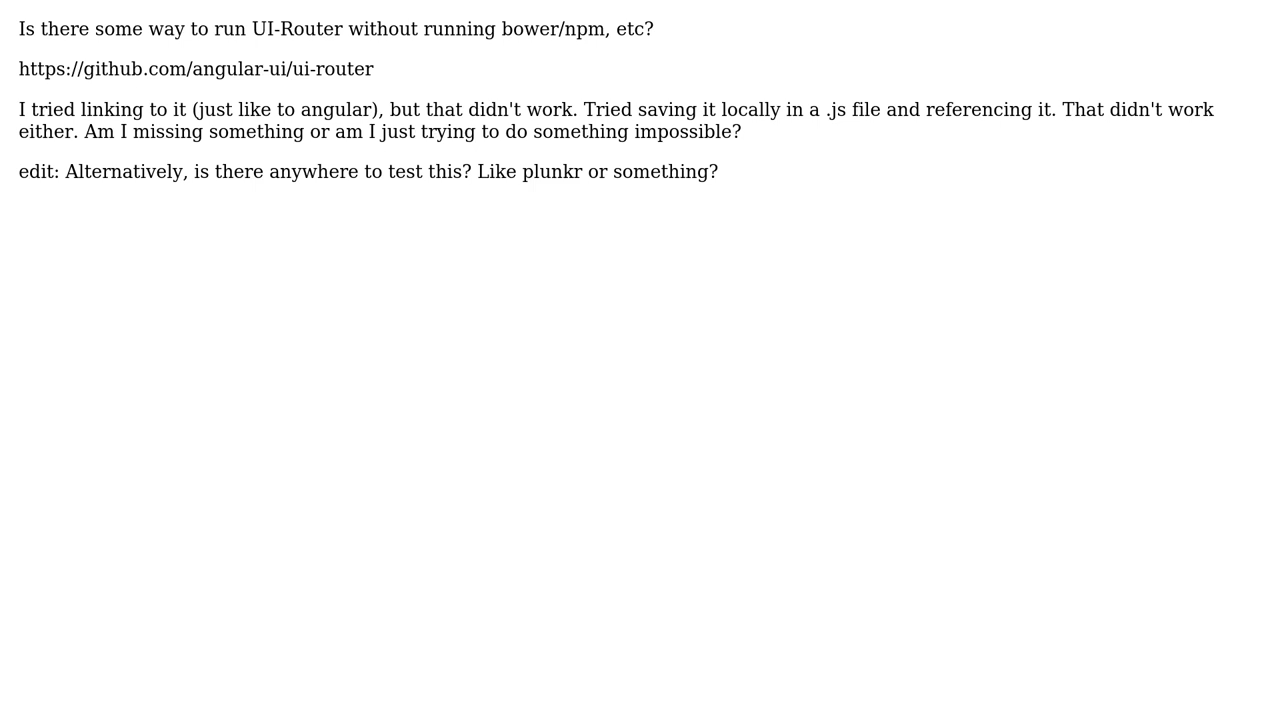 Is there some way to run UI-Router without running bower/npm, etc?
https://github.com/angular-ui/ui-router
I tried linking to it (just like to angular), but that didn't work. Tried saving it locally in a .js file and referencing it. That didn't work
either. Am I missing something or am I just trying to do something impossible?
edit: Alternatively, is there anywhere to test this? Like plunkr or something?